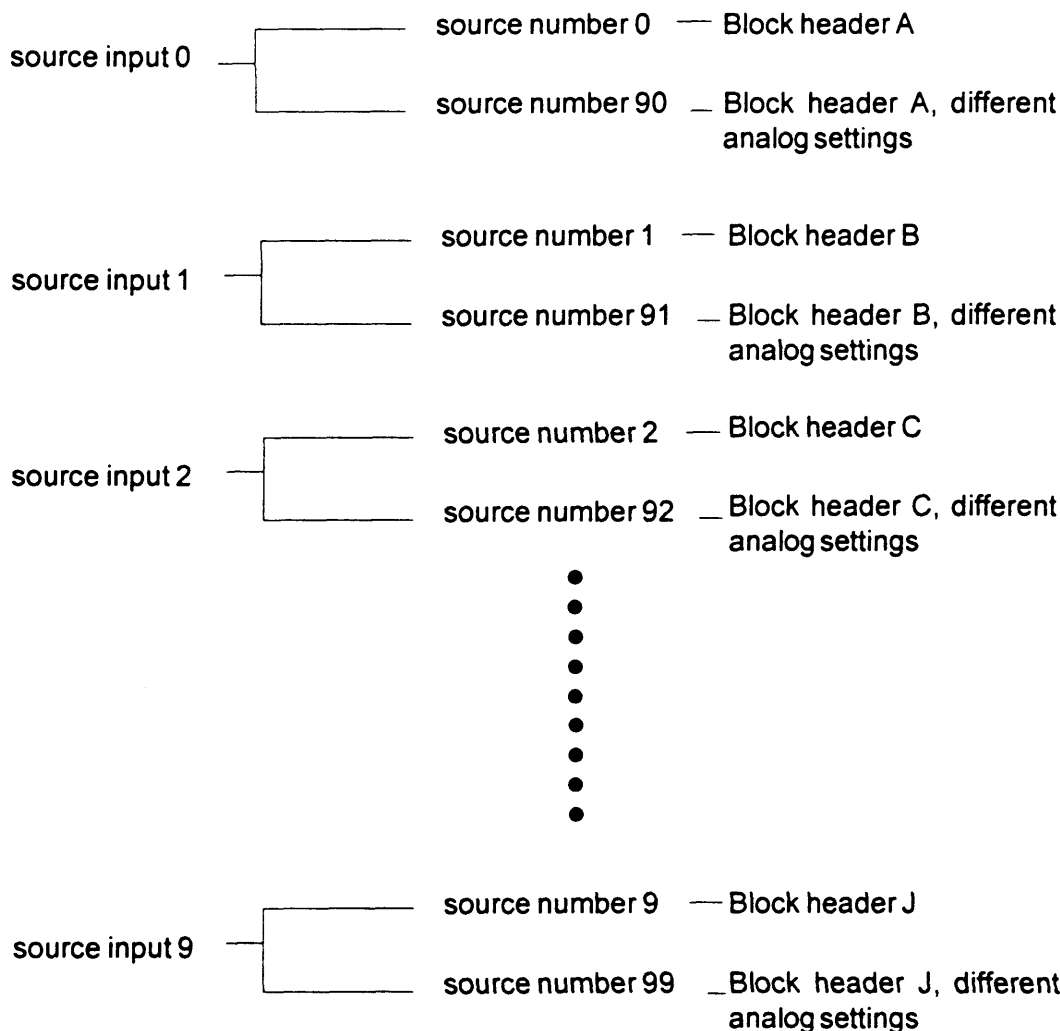 source input 0
source number 0 — Block header A
source number 90 — Block header A, different
analog settings
source input 1
source number 1 — Block header B
source number 91 — Block header B, different
analog settings
source input 2
source number 2 — Block header C
source number 92 — Block header C, different
analog settings
source input 9
source number 9 — Block header J
source number 99 — Block header J, different
analog settings